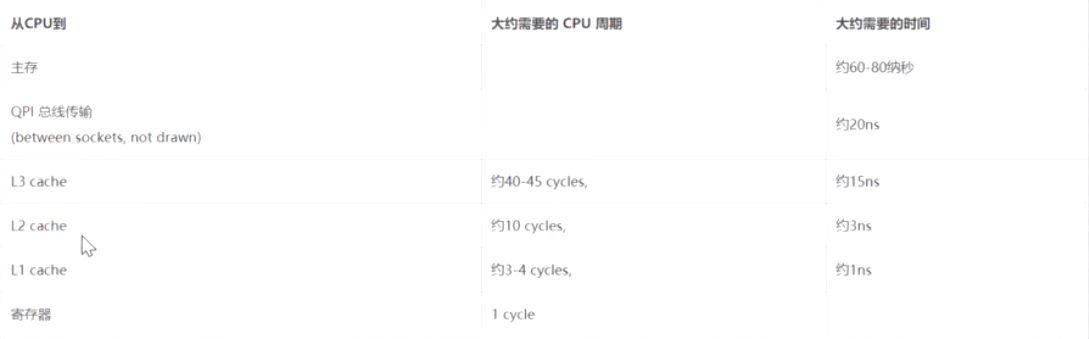 从CPU到 大约需要的 CPU 周期 大约需要的时间
主存 约60-80纳秒
QPI 总线传输
(between sockets, not drawn) 约20ns
L3 cache 约40-45 cycles, 约15ns
L2 cache 约10 cycles, 约3ns
L1 cache 约3-4 cycles, 约1ns
寄存器 1 cycle